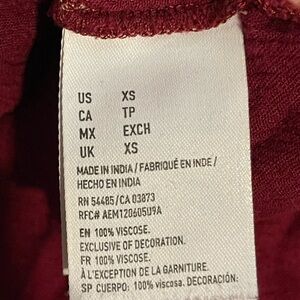 US XS
CA TP
MX EXCH
UK XS
MADE IN INDIA / FABRIQUÉ EN INDE /
HECHO EN INDIA
RN 54485 / CA 03873
RFC# AEM120605U9A
EN 100% VISCOSE.
EXCLUSIVE OF DECORATION.
FR 100% VISCOSE.
À L'EXCEPTION DE LA GARNITURE.
SP CUERPO: 100% viscosa. DECORACIÓN: